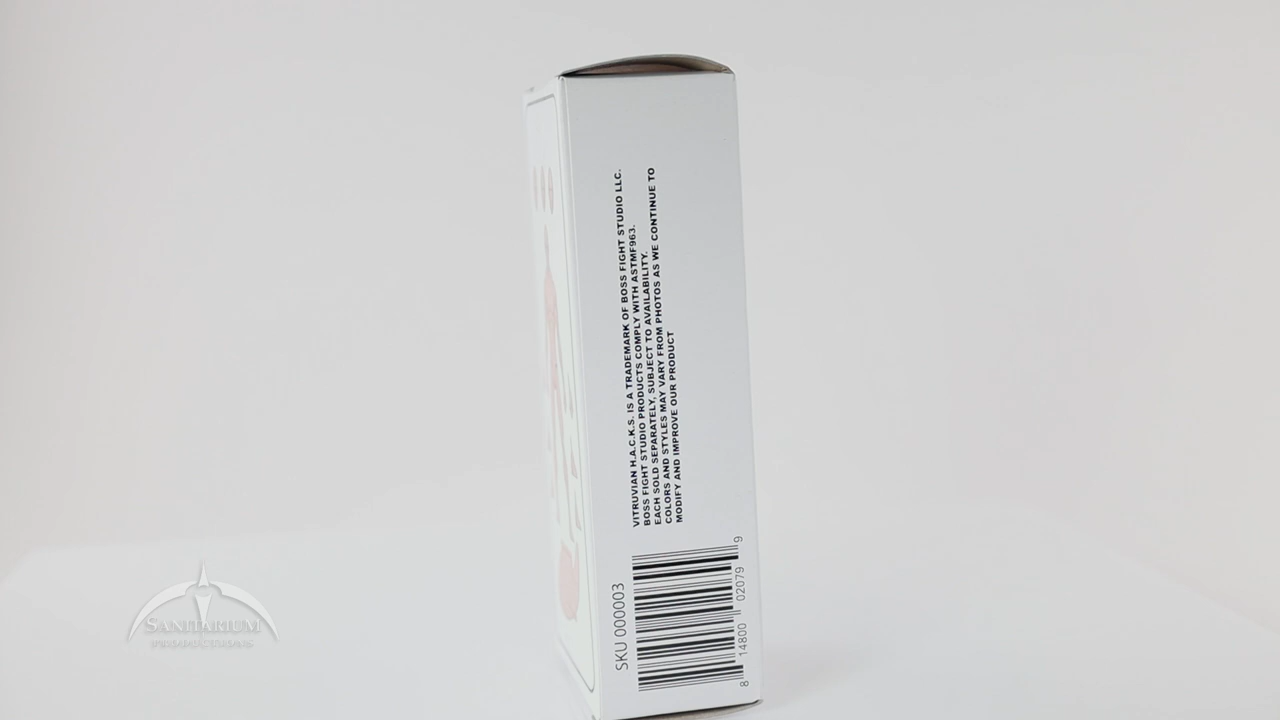 VITRUVIAN H.A.C.K.S. IS A TRADEMARK OF BOSS FIGHT STUDIO LLC.
BOSS FIGHT STUDIO PRODUCTS COMPLY WITH ASTMF963.
EACH SOLD SEPARATELY, SUBJECT TO AVAILABILITY.
COLORS AND STYLES MAY VARY FROM PHOTOS AS WE CONTINUE TO
MODIFY AND IMPROVE OUR PRODUCT
SKU 000003
8 14800 02079 9
SANITARIUM
PRODUCTIONS